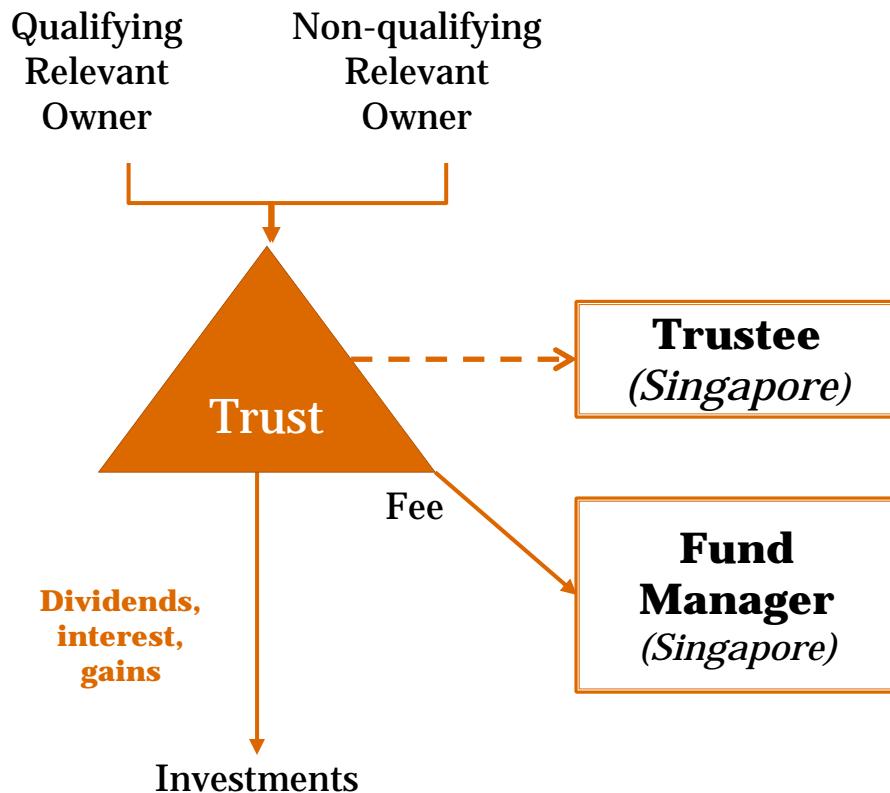 Qualifying
Relevant
Owner
Non-qualifying
Relevant
Owner
Trustee
(Singapore)
Trust
Fee
Fund
Manager
(Singapore)
Dividends,
interest,
gains
Investments